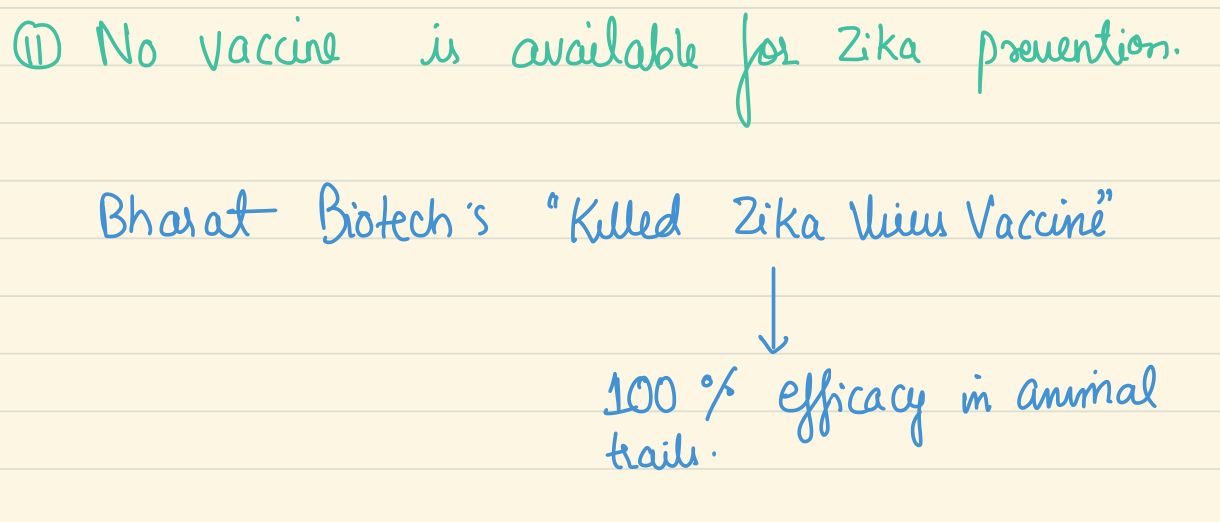 ⑪ No vaccine is available for Zika prevention.
Bharat Biotech's "Killed Zika Virus Vaccine"
↓
100 % efficacy in animal
trails.